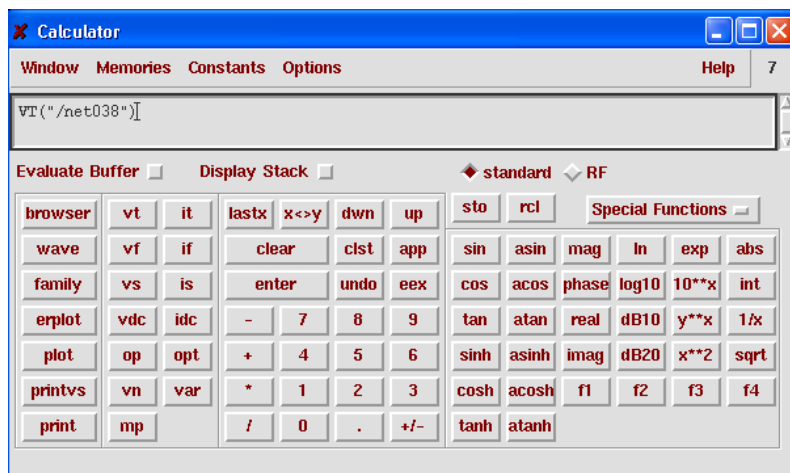 Calculator
Window Memories Constants Options Help 7
VT("/net038")
Evaluate Buffer Display Stack standard RF
browser vt it lastx x<>y dwn up sto rcl Special Functions
wave vf if clear clst app sin asin mag ln exp abs
family vs is enter undo eex cos acos phase log10 10**x int
erplot vdc idc - 7 8 9 tan atan real dB10 y**x 1/x
plot op opt + 4 5 6 sinh asinh imag dB20 x**2 sqrt
printvs vn var * 1 2 3 cosh acosh f1 f2 f3 f4
print mp / 0 . +/- tanh atanh